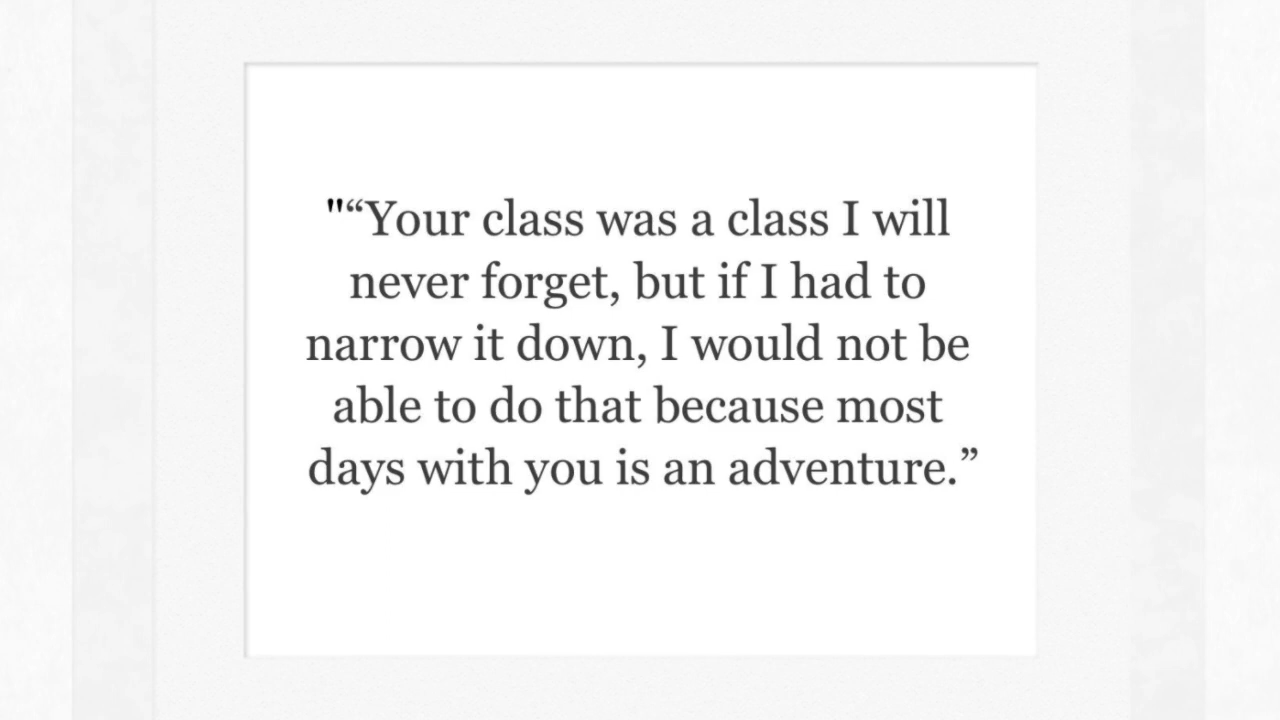 "“Your class was a class I will
never forget, but if I had to
narrow it down, I would not be
able to do that because most
days with you is an adventure.”